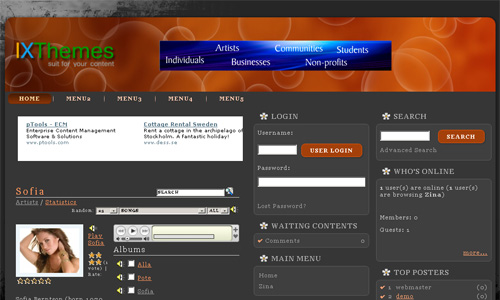 IXThemes
suit for your content.
Artists
Communities
Students
Individuals
Businesses
Non-profits
HOME | MENU2 | MENU3 | MENU4 | MENU5
pTools - ECM
Enterprise Content Management
Software & Solutions
www.ptools.com
Cottage Rental Sweden
Rent a cottage in the archipelago of
Stockholm. A fantastic holiday!
www.dess.se
Sofia
SEARCH
Artists / Statistics
Random: SONGS ALL
Play
Sofia
Albums
Alla
Pote
Sofia
LOGIN
Username:
USER LOGIN
Password:
Lost Password?
WAITING CONTENTS
Comments 0
MAIN MENU
Home
Zina
SEARCH
SEARCH
Advanced Search
WHO'S ONLINE
1 user(s) are online (1 user(s)
are browsing Zina)
Members: 0
Guests: 1
more...
TOP POSTERS
1 webmaster (0)
2 demo (0)